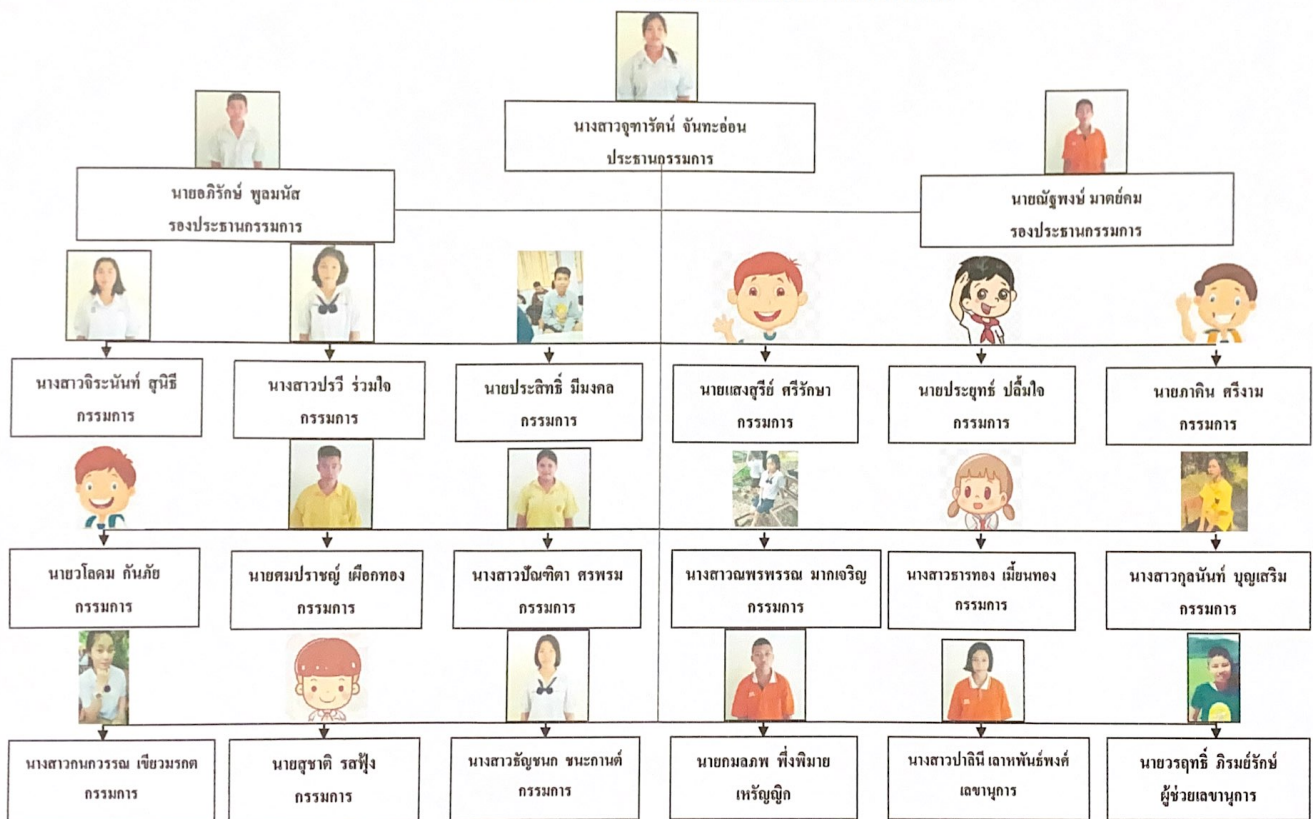 นางสาวจุฑารัตน์ จันทะอ่อน
ประธานกรรมการ
นายอภิรักษ์ พูลมนัส
รองประธานกรรมการ
นายณัฐพงษ์ มาตย์คม
รองประธานกรรมการ
นางสาวจิระนันท์ สุนิธี
กรรมการ
นางสาวปรวี ร่วมใจ
กรรมการ
นายประสิทธิ์ มีมงคล
กรรมการ
นายแสงสุรีย์ ศรีรักษา
กรรมการ
นายประยุทธ์ ปลื้มใจ
กรรมการ
นายภาคิน ศรีงาม
กรรมการ
นายวโลดม กันภัย
กรรมการ
นายศมปราชญ์ เผือกทอง
กรรมการ
นางสาวปัณฑิตา ศรพรม
กรรมการ
นางสาวณพรพรรณ มากเจริญ
กรรมการ
นางสาวธารทอง เมี้ยนทอง
กรรมการ
นางสาวกุลนันท์ บุญเสริม
กรรมการ
นางสาวกนกวรรณ เขียวมรกต
กรรมการ
นายสุชาติ รสฟุ้ง
กรรมการ
นางสาวธัญชนก ชนะกานต์
กรรมการ
นายกมลภพ พึ่งพิมาย
เหรัญญิก
นางสาวปาลินี เลาหพันธ์พงศ์
เลขานุการ
นายวรฤทธิ์ ภิรมย์รักษ์
ผู้ช่วยเลขานุการ